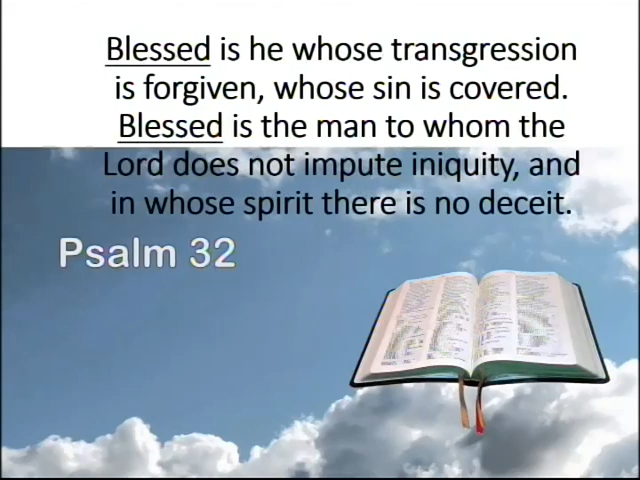 Blessed is he whose transgression
is forgiven, whose sin is covered.
Blessed is the man to whom the
Lord does not impute iniquity, and
in whose spirit there is no deceit.
Psalm 32